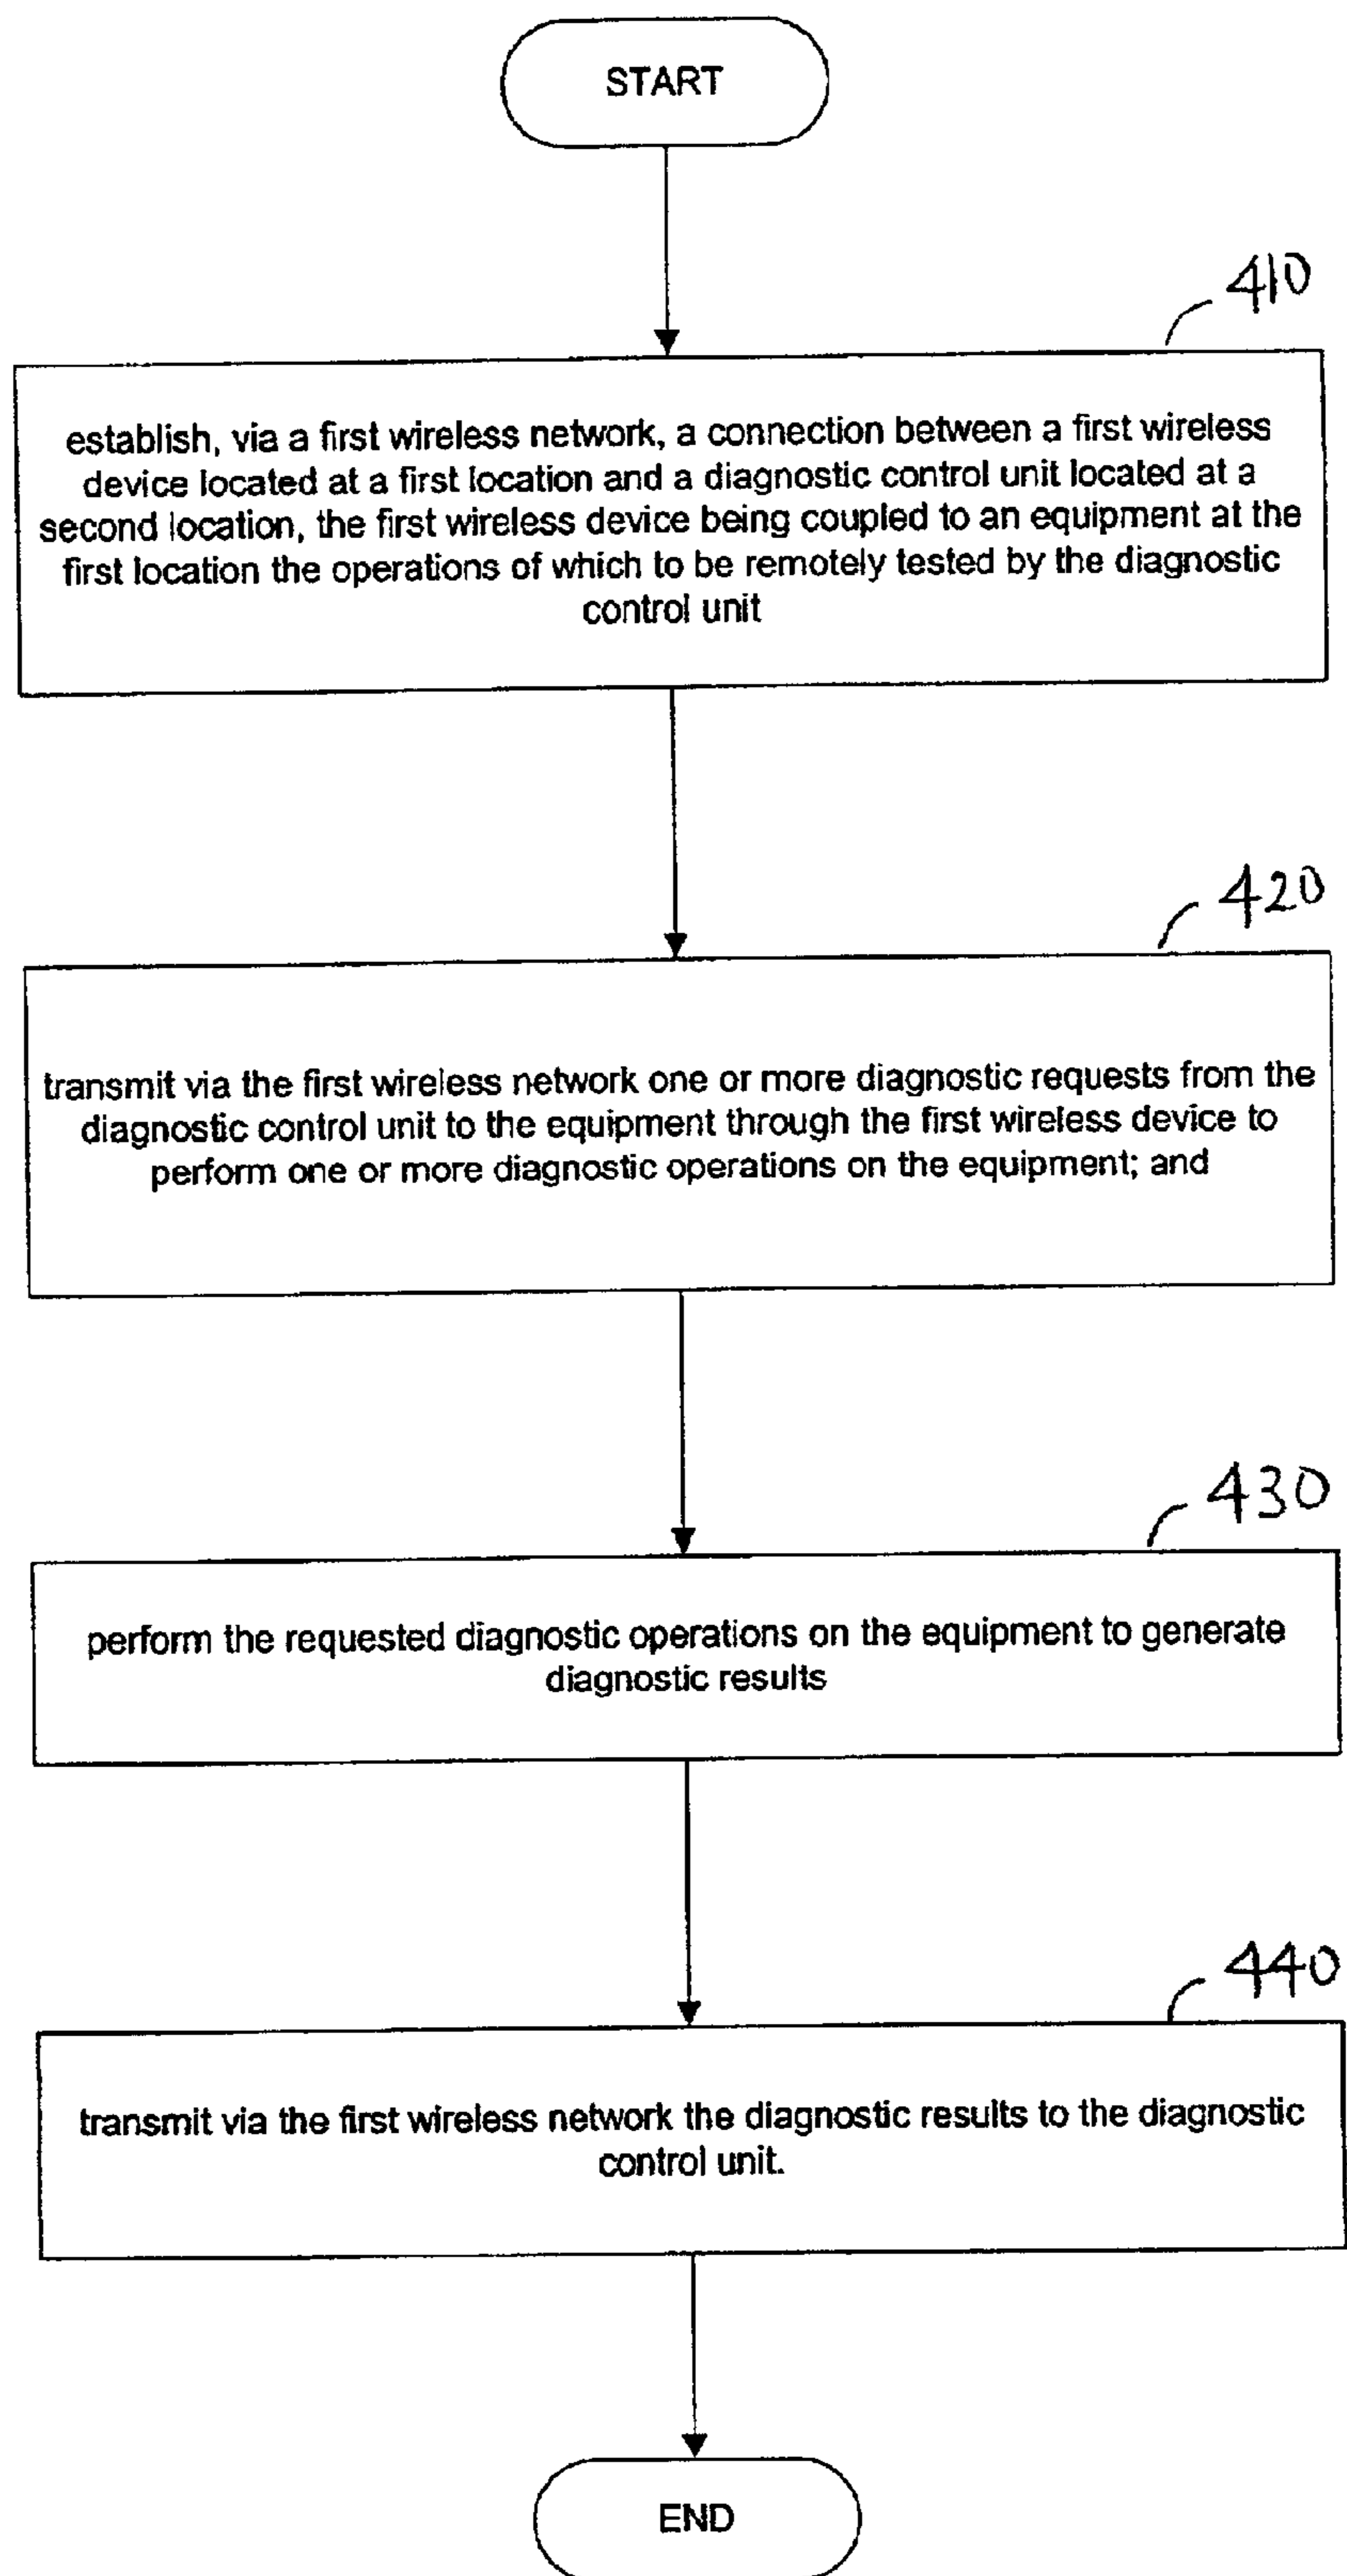 START
410
establish, via a first wireless network, a connection between a first wireless
device located at a first location and a diagnostic control unit located at a
second location, the first wireless device being coupled to an equipment at the
first location the operations of which to be remotely tested by the diagnostic
control unit
420
transmit via the first wireless network one or more diagnostic requests from the
diagnostic control unit to the equipment through the first wireless device to
perform one or more diagnostic operations on the equipment; and
430
perform the requested diagnostic operations on the equipment to generate
diagnostic results
440
transmit via the first wireless network the diagnostic results to the diagnostic
control unit.
END